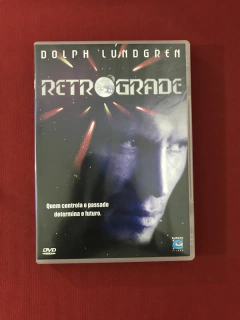 DOLPH LUNDGREN
RETROGRADE
Quem controla o passado
determina o futuro.
DVD